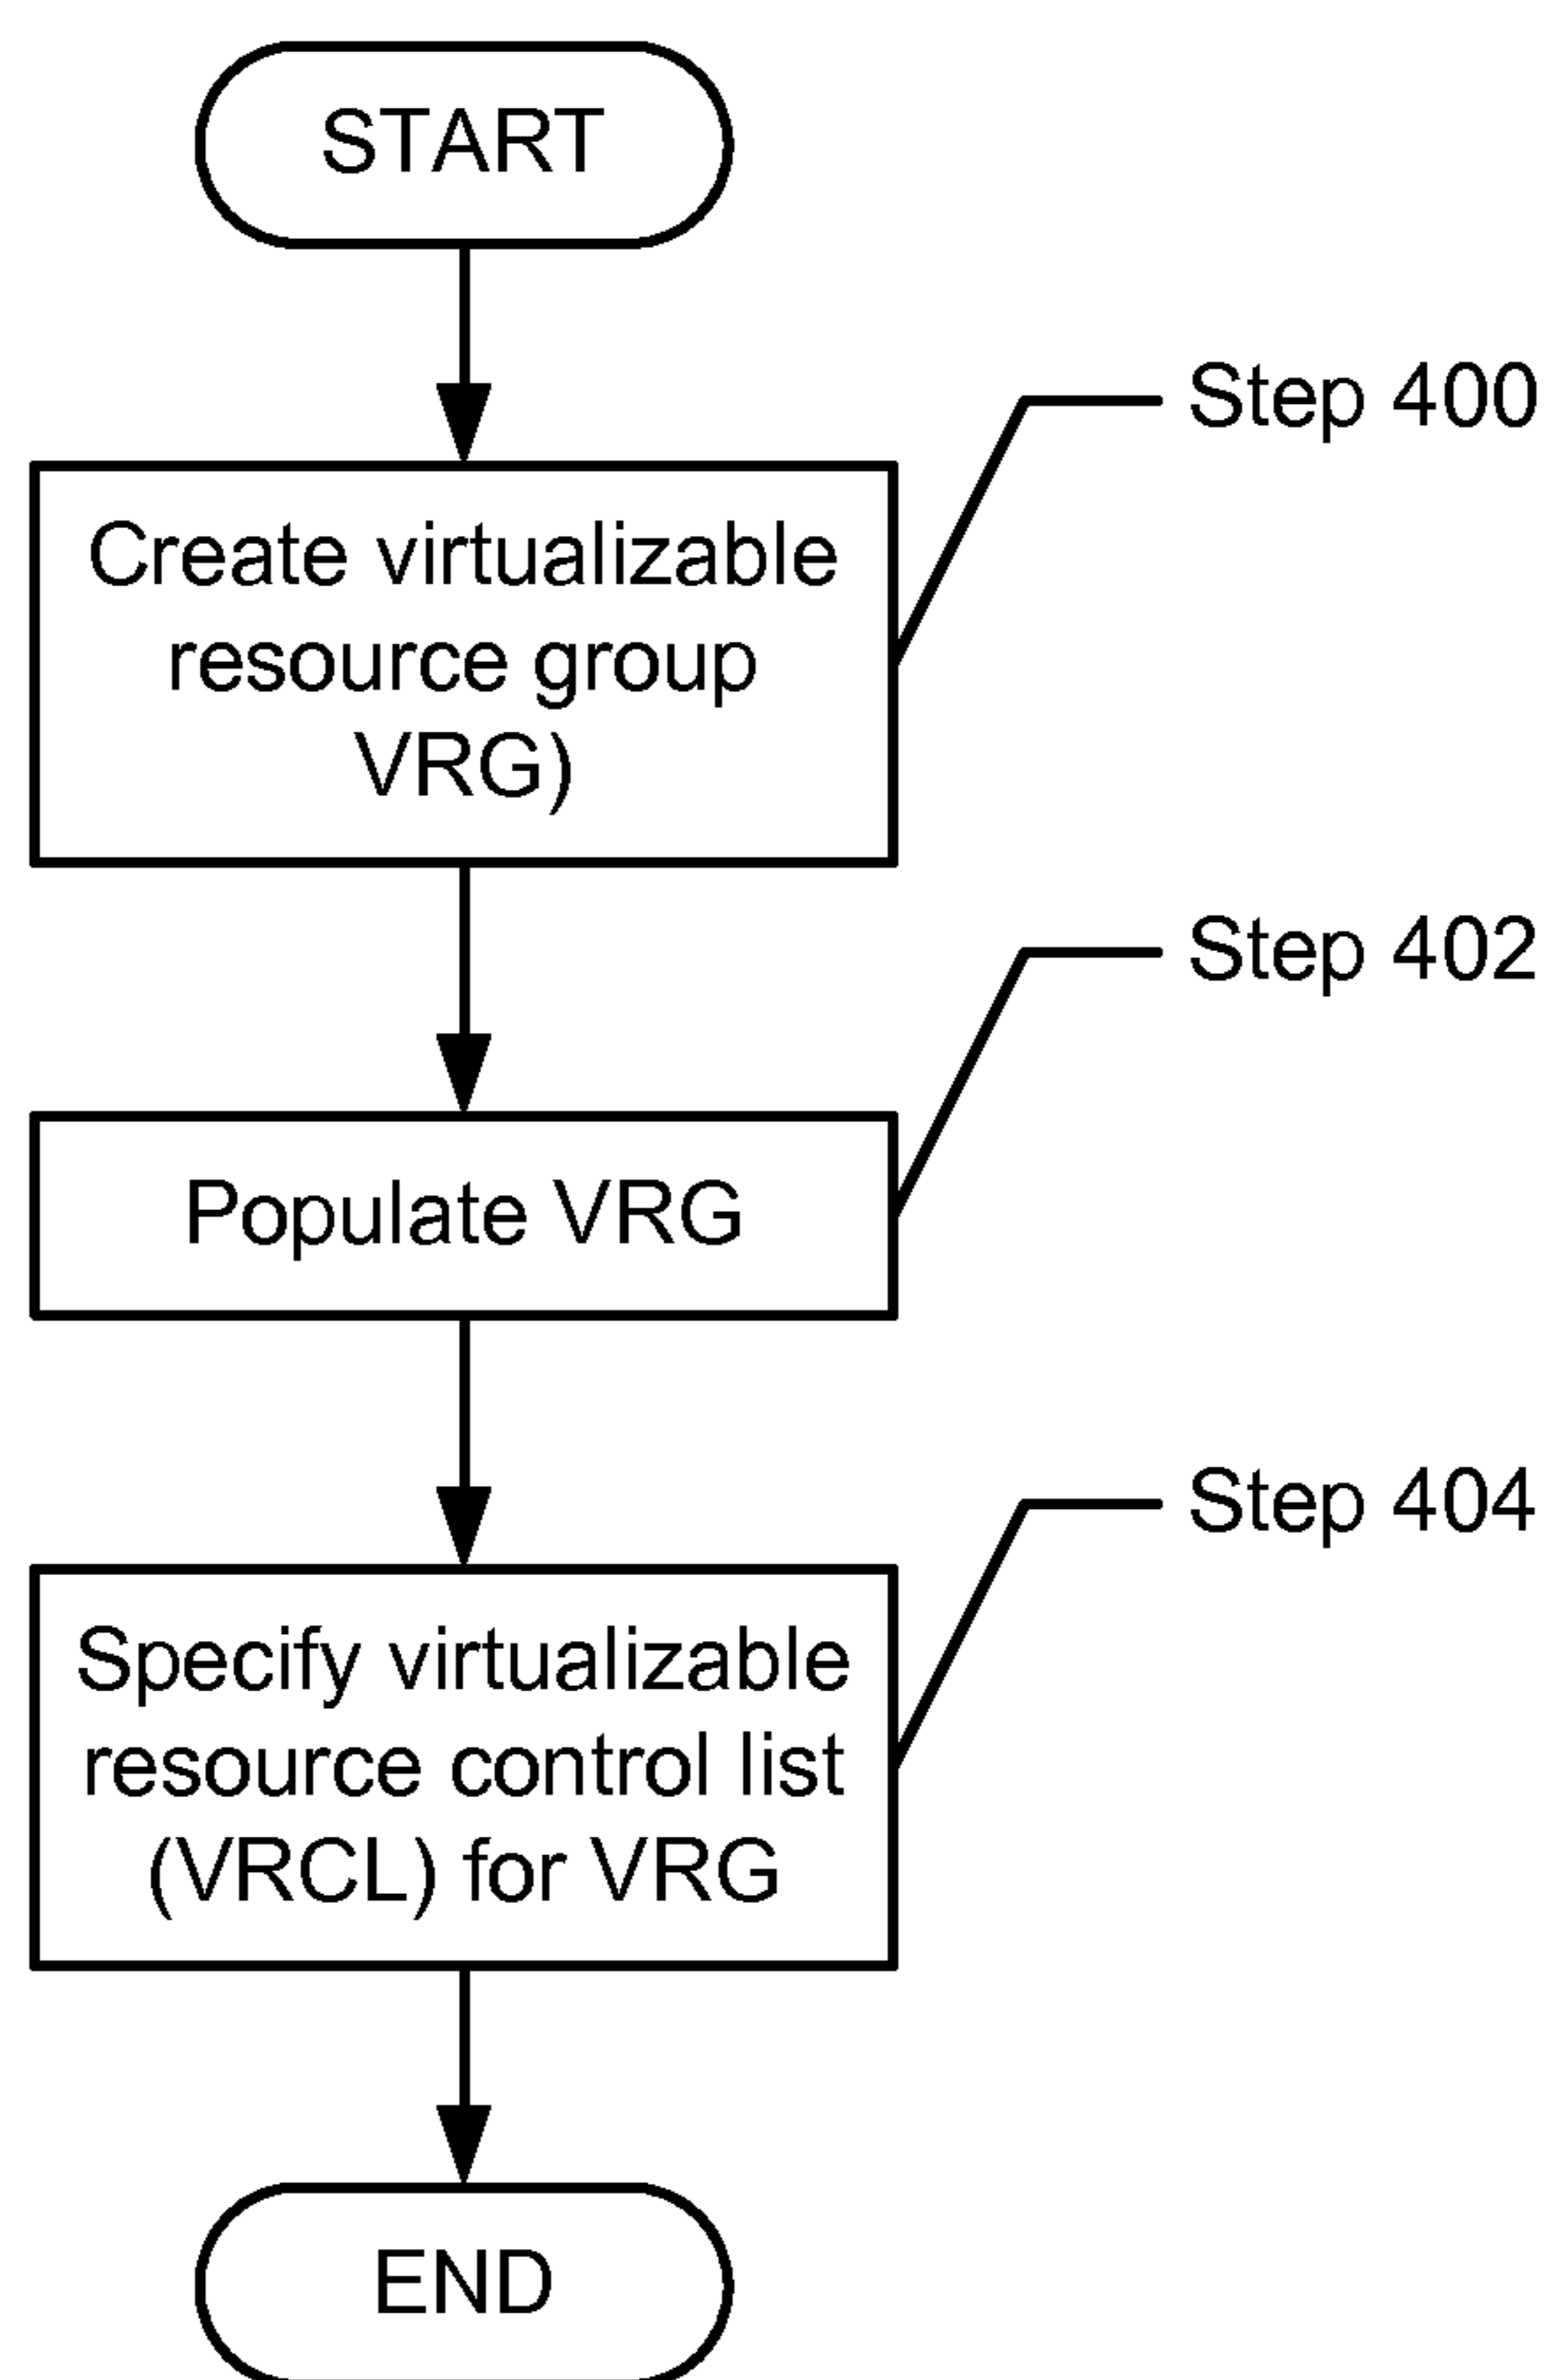 START
Step 400
Create virtualizable
resource group
VRG)
Step 402
Populate VRG
Step 404
Specify virtualizable
resource control list
(VRCL) for VRG
END